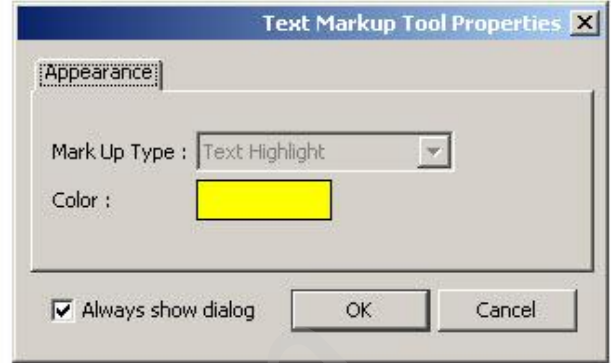 Text Markup Tool Properties
Appearance
Mark Up Type : Text Highlight
Color :
Always show dialog OK Cancel